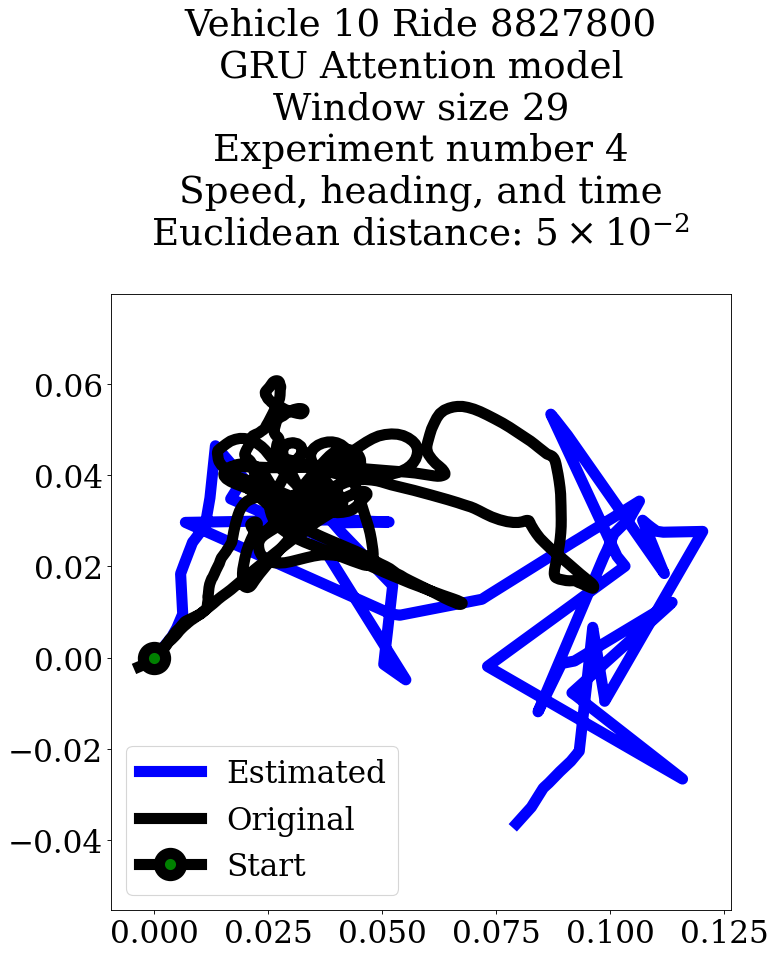 Vehicle 10 Ride 8827800
GRU Attention model
Window size 29
Experiment number 4
Speed, heading, and time
Euclidean distance: 5 × 10⁻²
0.06
0.04
0.02
0.00
−0.02
−0.04
Estimated
Original
Start
0.000 0.025 0.050 0.075 0.100 0.125